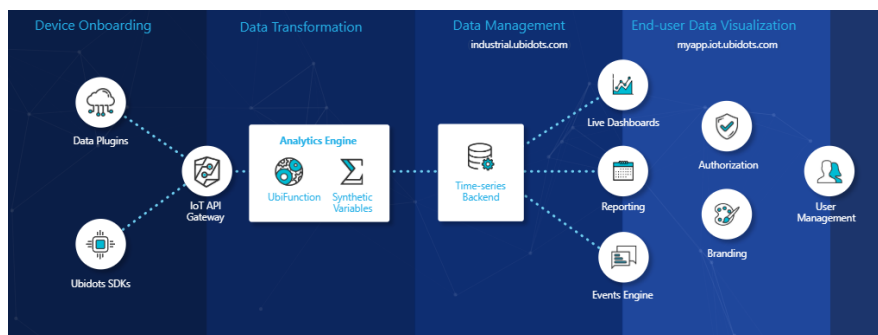 Device Onboarding
Data Transformation
Data Management
industrial.ubidots.com
End-user Data Visualization
myapp.iot.ubidots.com
Data Plugins
IoT API
Gateway
Ubidots SDKs
Analytics Engine
UbiFunction
Synthetic
Variables
Time-series
Backend
Live Dashboards
Reporting
Events Engine
Authorization
Branding
User
Management